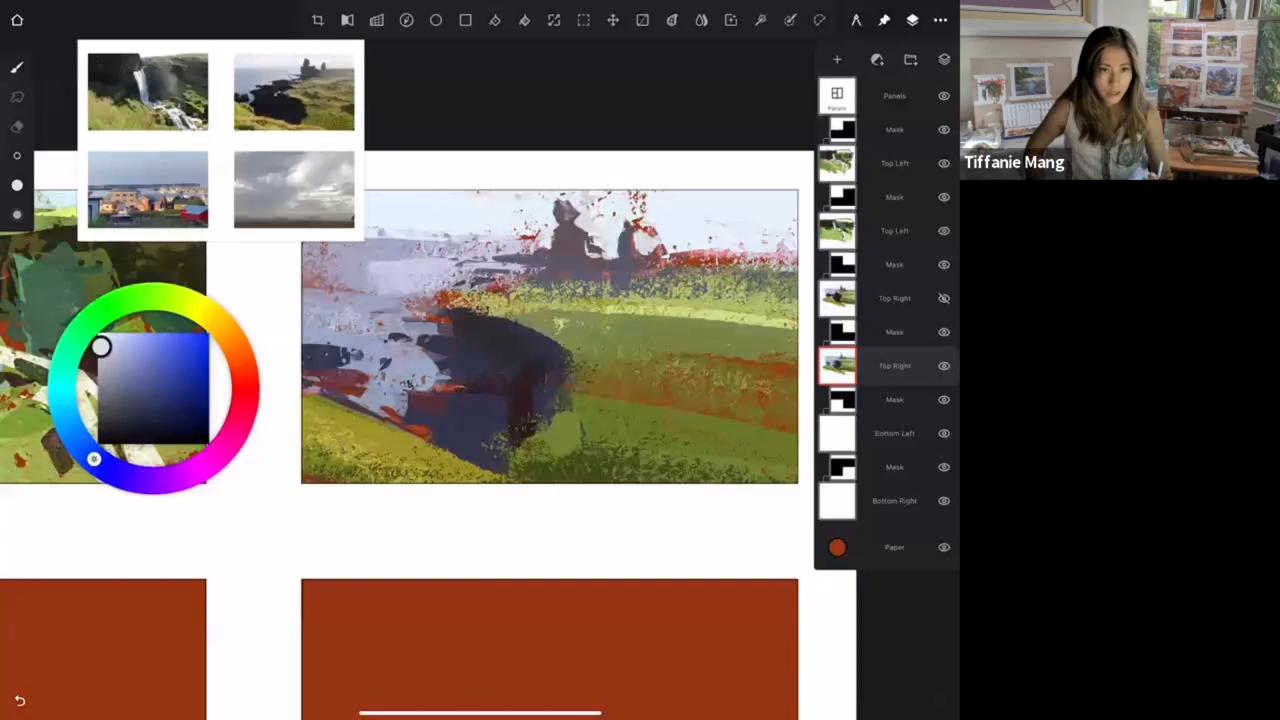 Tiffanie Mang
Panels
Panels
Mask
Top Left
Mask
Top Left
Mask
Top Right
Mask
Top Right
Mask
Bottom Left
Mask
Bottom Right
Paper